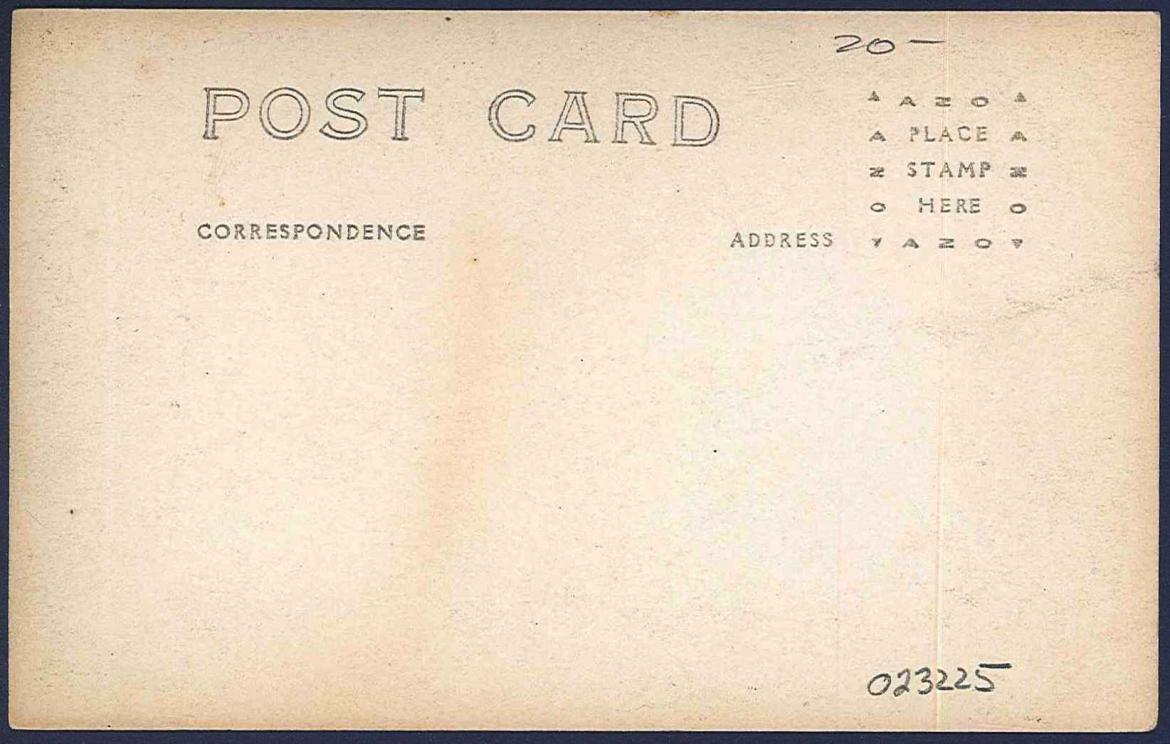 20-
POST CARD
▲ AZO ▲
A PLACE A
Z STAMP Z
O HERE O
▼ AZO ▼
CORRESPONDENCE
ADDRESS
023225